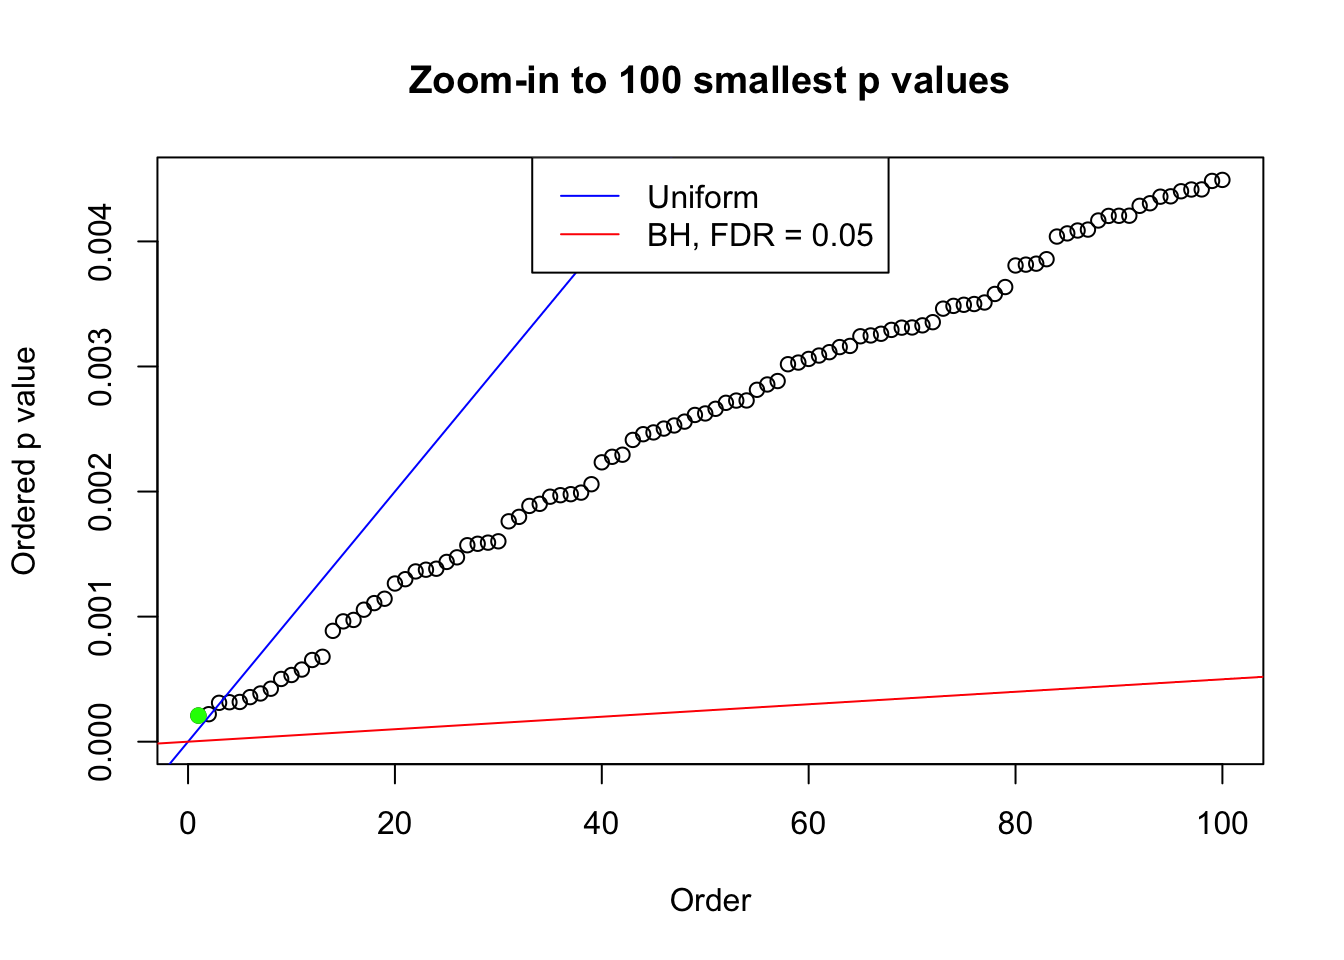 Zoom-in to 100 smallest p values
Uniform
BH, FDR = 0.05
Ordered p value
0.004
0.003
0.002
0.001
0.000
0 20 40 60 80 100
Order